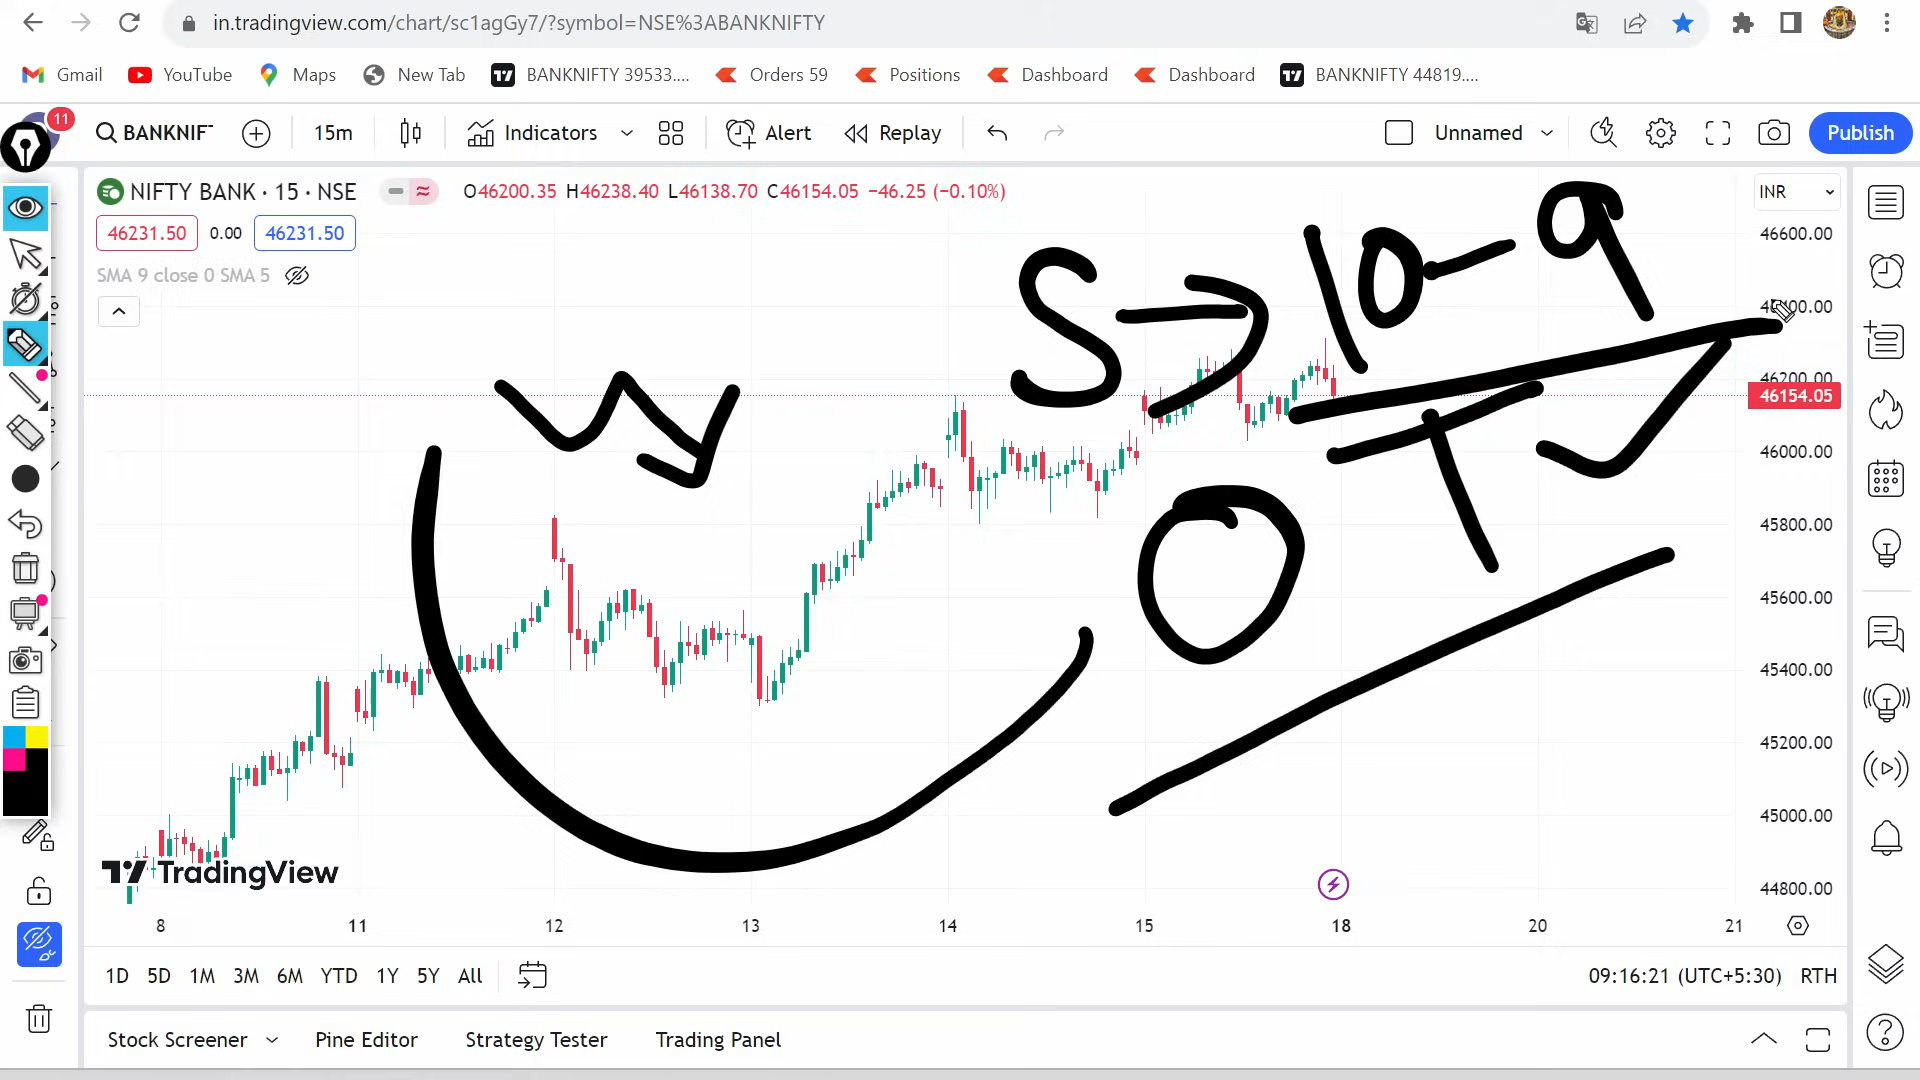 in.tradingview.com/chart/sc1agGy7/?symbol=NSE%3ABANKNIFTY
Gmail YouTube Maps New Tab BANKNIFTY 39533.... Orders 59 Positions Dashboard Dashboard BANKNIFTY 44819....
11 BANKNIF 15m Indicators Alert Replay Unnamed Publish
NIFTY BANK · 15 · NSE O46200.35 H46238.40 L46138.70 C46154.05 −46.25 (−0.10%) INR
46231.50 0.00 46231.50
SMA 9 close 0 SMA 5
46600.00
46200.00
46154.05
46000.00
45800.00
45600.00
45400.00
45200.00
45000.00
44800.00
S 10-9
T
O
TradingView
8 11 12 13 14 15 18 20 21
1D 5D 1M 3M 6M YTD 1Y 5Y All 09:16:21 (UTC+5:30) RTH
Stock Screener Pine Editor Strategy Tester Trading Panel